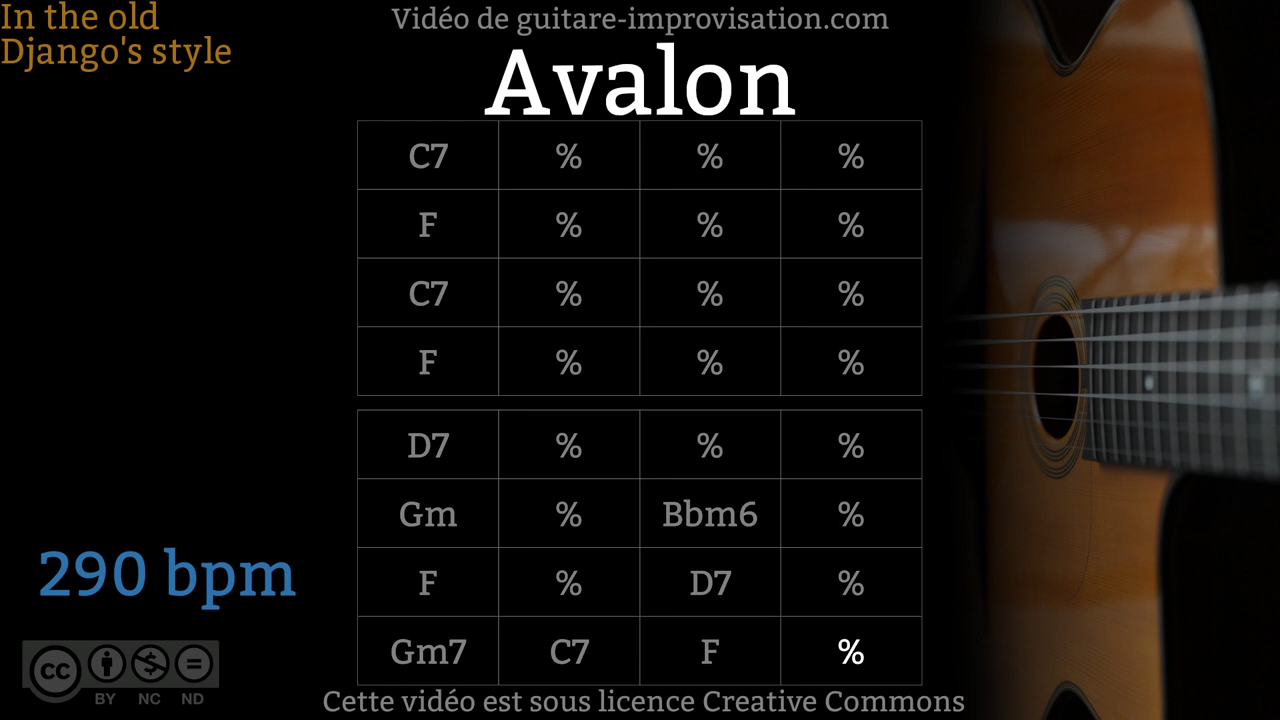 In the old
Django's style
Vidéo de guitare-improvisation.com
Avalon
C7 % % %
F % % %
C7 % % %
F % % %
D7 % % %
Gm % Bbm6 %
F % D7 %
Gm7 C7 F %
290 bpm
cc
BY NC ND
Cette vidéo est sous licence Creative Commons